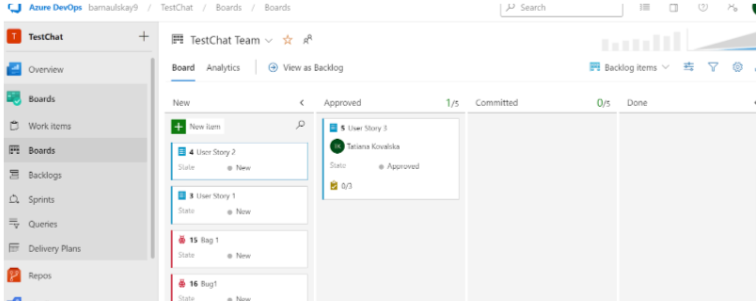 Azure DevOps barnaulskay9 / TestChat / Boards / Boards Search
TestChat
Overview
Boards
Work items
Boards
Backlogs
Sprints
Queries
Delivery Plans
Repos
TestChat Team
Board Analytics View as Backlog
Backlog items
New Approved 1/5 Committed 0/5 Done
New item
4 User Story 2
State New
3 User Story 1
State New
15 Bag 1
State New
16 Bug1
State New
5 User Story 3
Tatiana Kovalska
State Approved
0/3